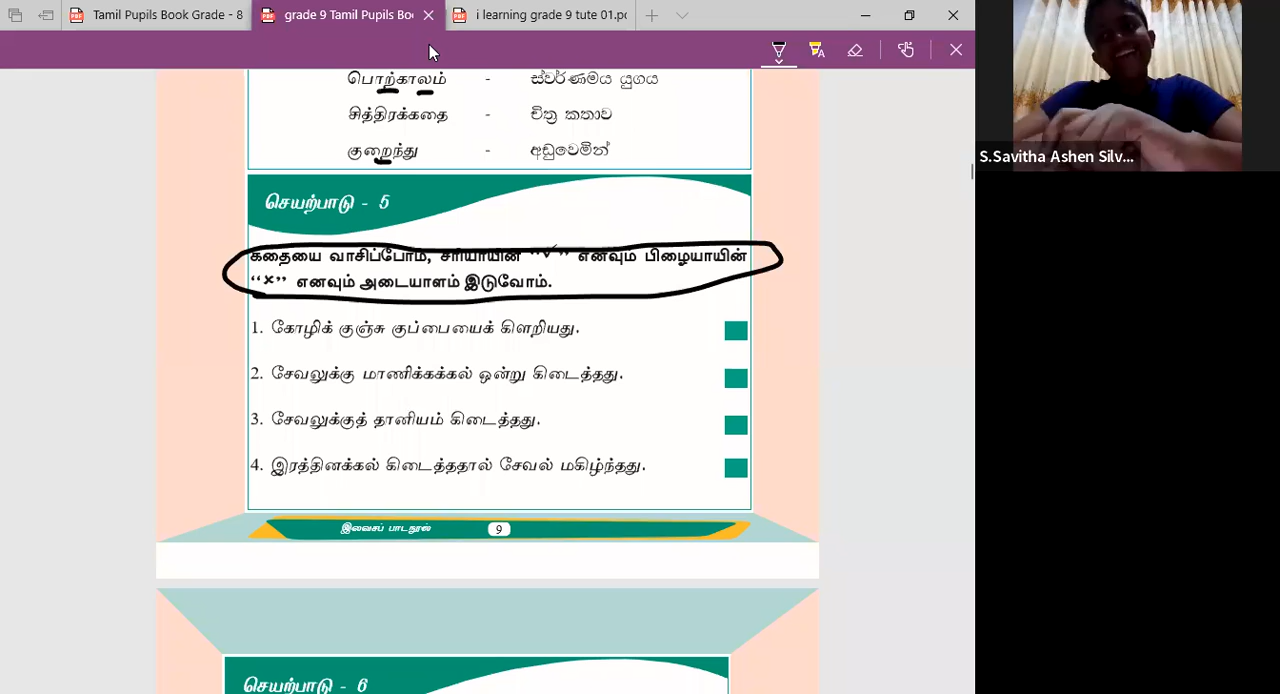 Tamil Pupils Book Grade - 8
grade 9 Tamil Pupils Boo
i learning grade 9 tute 01.pd
பொற்காலம் - ස්වර්ණමය යුගය
சித்திரக்கதை - චිත්‍ර කතාව
குறைந்து - අඩුවෙමින්
செயற்பாடு - 5
கதையை வாசிப்போம், சரியாயின் “✓” எனவும் பிழையாயின்
“×” எனவும் அடையாளம் இடுவோம்.
1. கோழிக் குஞ்சு குப்பையைக் கிளறியது.
2. சேவலுக்கு மாணிக்கக்கல் ஒன்று கிடைத்தது.
3. சேவலுக்குத் தானியம் கிடைத்தது.
4. இரத்தினக்கல் கிடைத்ததால் சேவல் மகிழ்ந்தது.
இலவசப் பாடநூல் 9
செயற்பாடு - 6
S.Savitha Ashen Silv...